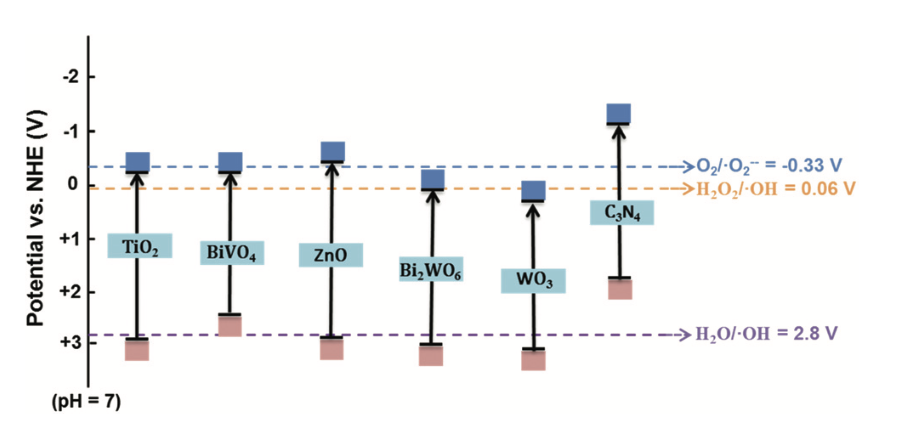 Potential vs. NHE (V)
-2
-1
0
+1
+2
+3
(pH = 7)
TiO₂
BiVO₄
ZnO
Bi₂WO₆
WO₃
C₃N₄
O₂/·O₂⁻ = -0.33 V
H₂O₂/·OH = 0.06 V
H₂O/·OH = 2.8 V